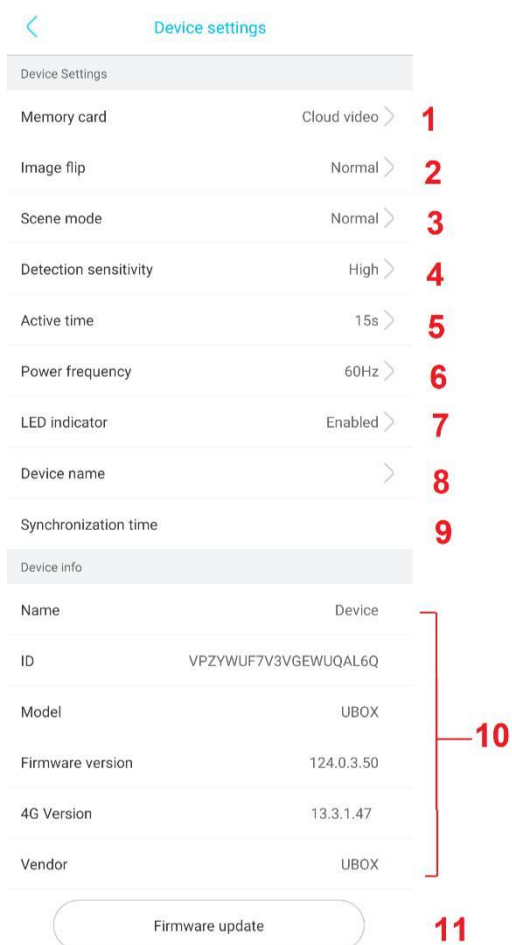 Device settings
Device Settings
Memory card Cloud video 1
Image flip Normal 2
Scene mode Normal 3
Detection sensitivity High 4
Active time 15s 5
Power frequency 60Hz 6
LED indicator Enabled 7
Device name 8
Synchronization time 9
Device info
Name Device
ID VPZYWUF7V3VGEWUQAL6Q
Model UBOX
10
Firmware version 124.0.3.50
4G Version 13.3.1.47
Vendor UBOX
Firmware update 11